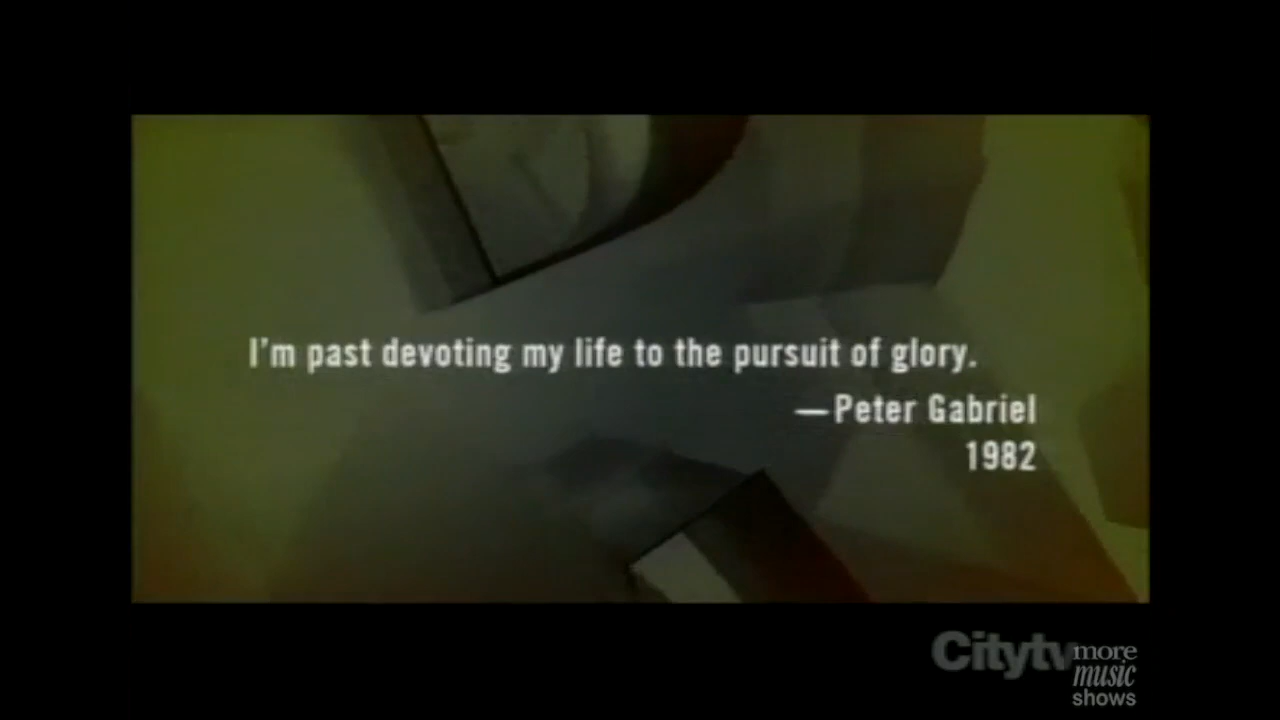 I'm past devoting my life to the pursuit of glory.
—Peter Gabriel
1982
Citytv
more
music
shows